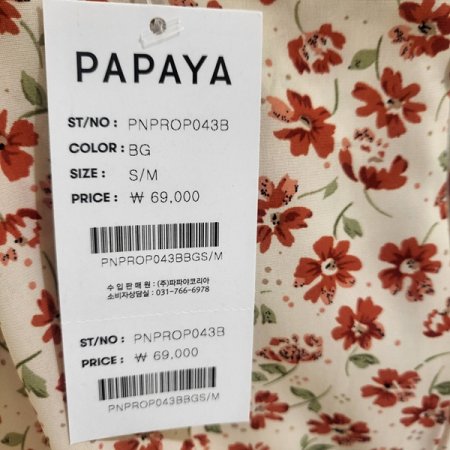 PAPAYA
ST/NO : PNPROP043B
COLOR : BG
SIZE : S/M
PRICE : ₩ 69,000
PNPROP043BBGS/M
수 입 판 매 원 : (주)파파야코리아
소비자상담실 : 031-766-6978
ST/NO : PNPROP043B
PRICE : ₩ 69,000
PNPROP043BBGS/M